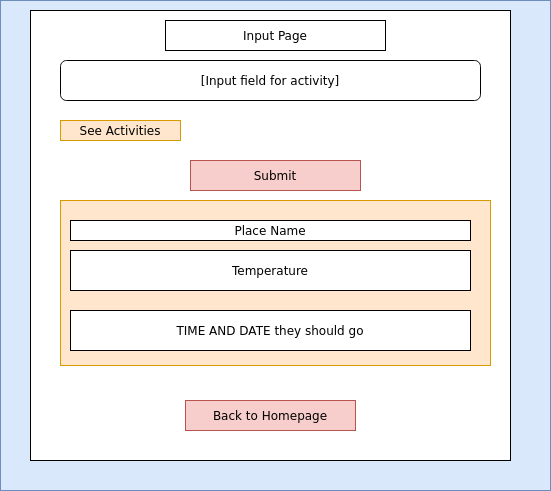 Input Page
[Input field for activity]
See Activities
Submit
Place Name
Temperature
TIME AND DATE they should go
Back to Homepage